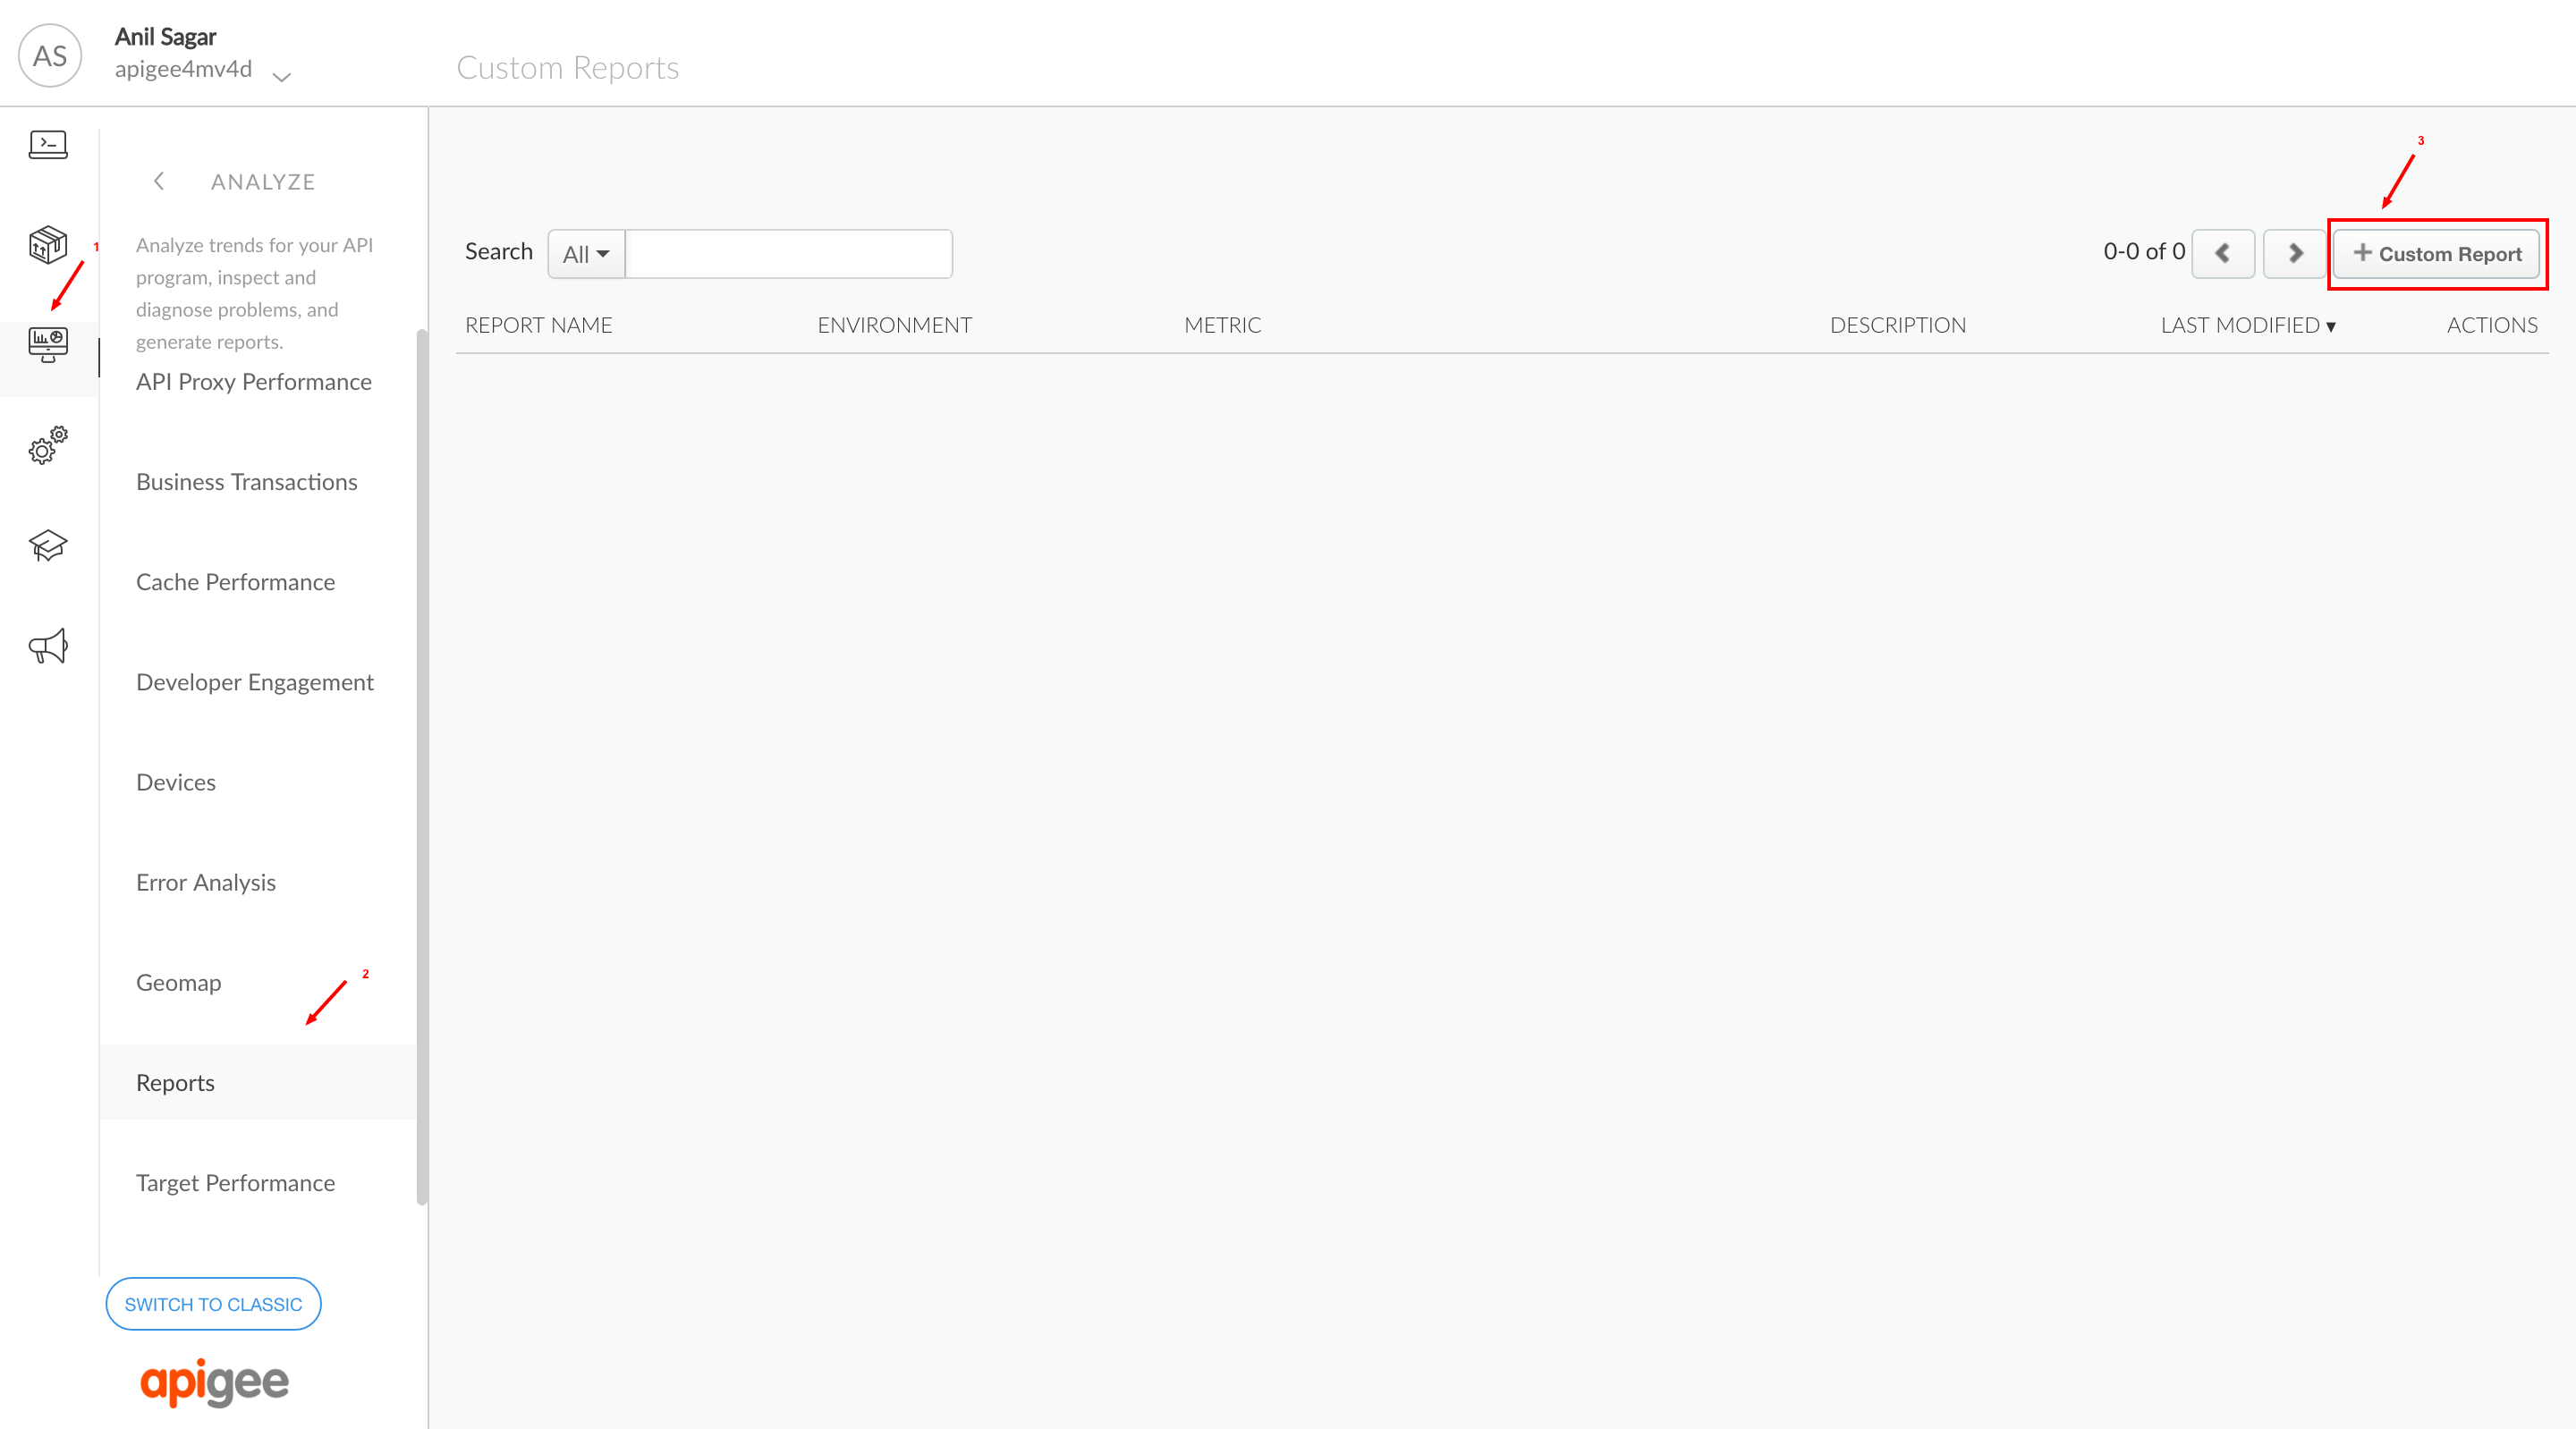 AS
Anil Sagar
apigee4mv4d
Custom Reports
ANALYZE
Analyze trends for your API
program, inspect and
diagnose problems, and
generate reports.
API Proxy Performance
Business Transactions
Cache Performance
Developer Engagement
Devices
Error Analysis
Geomap
Reports
Target Performance
SWITCH TO CLASSIC
apigee
1
2
3
Search All ▾
0-0 of 0
+ Custom Report
REPORT NAME ENVIRONMENT METRIC DESCRIPTION LAST MODIFIED ▾ ACTIONS